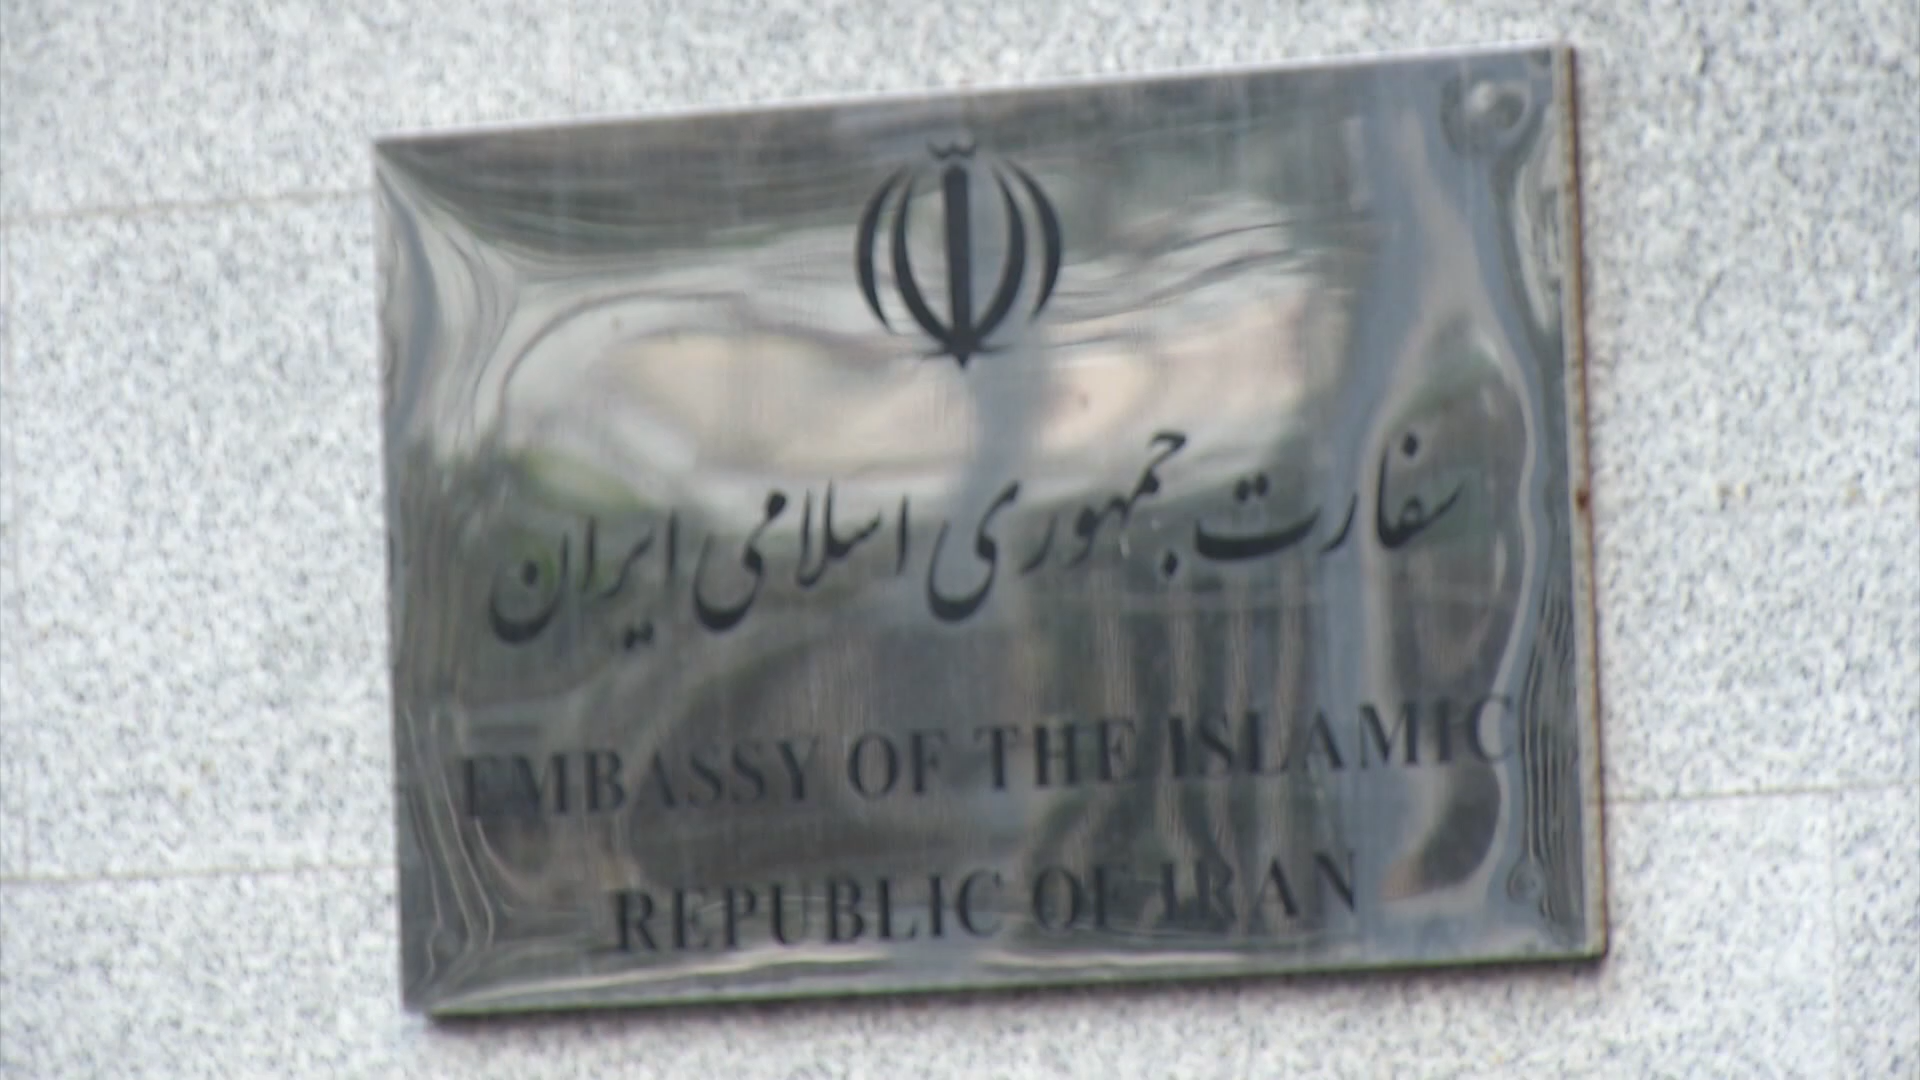 سفارت جمهوری اسلامی ایران
EMBASSY OF THE ISLAMIC
REPUBLIC OF IRAN